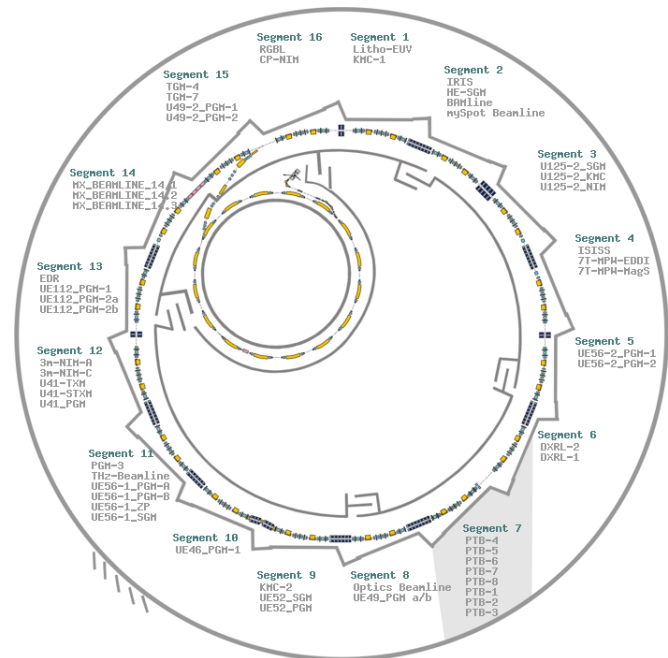 Segment 16
RGBL
CP-NIM
Segment 1
Litho-EUV
KMC-1
Segment 2
IRIS
HE-SGM
BAMline
mySpot Beamline
Segment 3
U125-2_SGM
U125-2_KMC
U125-2_NIM
Segment 4
ISISS
7T-MPW-EDDI
7T-MPW-MagS
Segment 5
UE56-2_PGM-1
UE56-2_PGM-2
Segment 6
DXRL-2
DXRL-1
Segment 7
PTB-4
PTB-5
PTB-6
PTB-7
PTB-8
PTB-1
PTB-2
PTB-3
Segment 8
Optics Beamline
UE49_PGM a/b
Segment 9
KMC-2
UE52_SGM
UE52_PGM
Segment 10
UE46_PGM-1
Segment 11
PGM-3
THz-Beamline
UE56-1_PGM-A
UE56-1_PGM-B
UE56-1_ZP
UE56-1_SGM
Segment 12
3m-NIM-A
3m-NIM-C
U41-TXM
U41-STXM
U41_PGM
Segment 13
EDR
UE112_PGM-1
UE112_PGM-2a
UE112_PGM-2b
Segment 14
MX_BEAMLINE_14.1
MX_BEAMLINE_14.2
MX_BEAMLINE_14.3
Segment 15
TGM-4
TGM-7
U49-2_PGM-1
U49-2_PGM-2